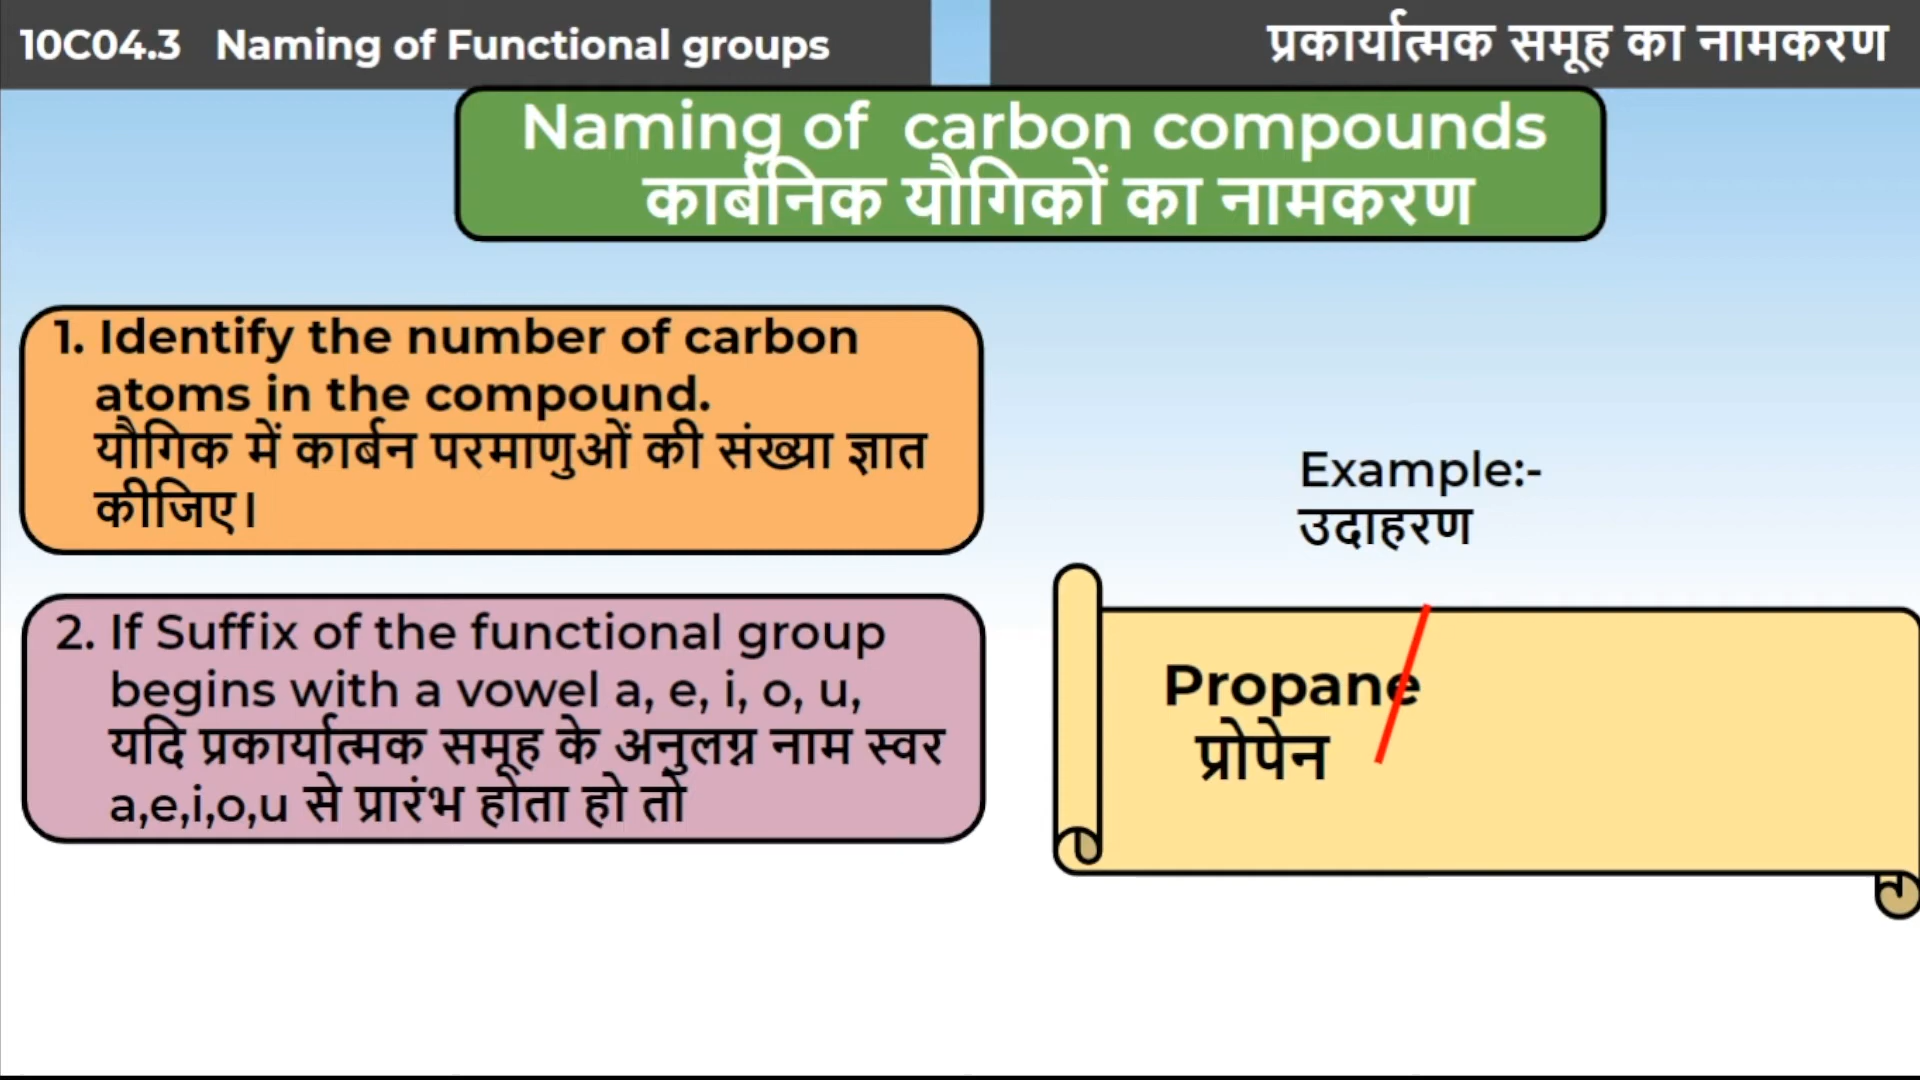 10C04.3 Naming of Functional groups
प्रकार्यात्मक समूह का नामकरण
Naming of carbon compounds
कार्बनिक यौगिकों का नामकरण
1. Identify the number of carbon
atoms in the compound.
यौगिक में कार्बन परमाणुओं की संख्या ज्ञात
कीजिए।
2. If Suffix of the functional group
begins with a vowel a, e, i, o, u,
यदि प्रकार्यात्मक समूह के अनुलग्न नाम स्वर
a,e,i,o,u से प्रारंभ होता हो तो
Example:-
उदाहरण
Propane
प्रोपेन